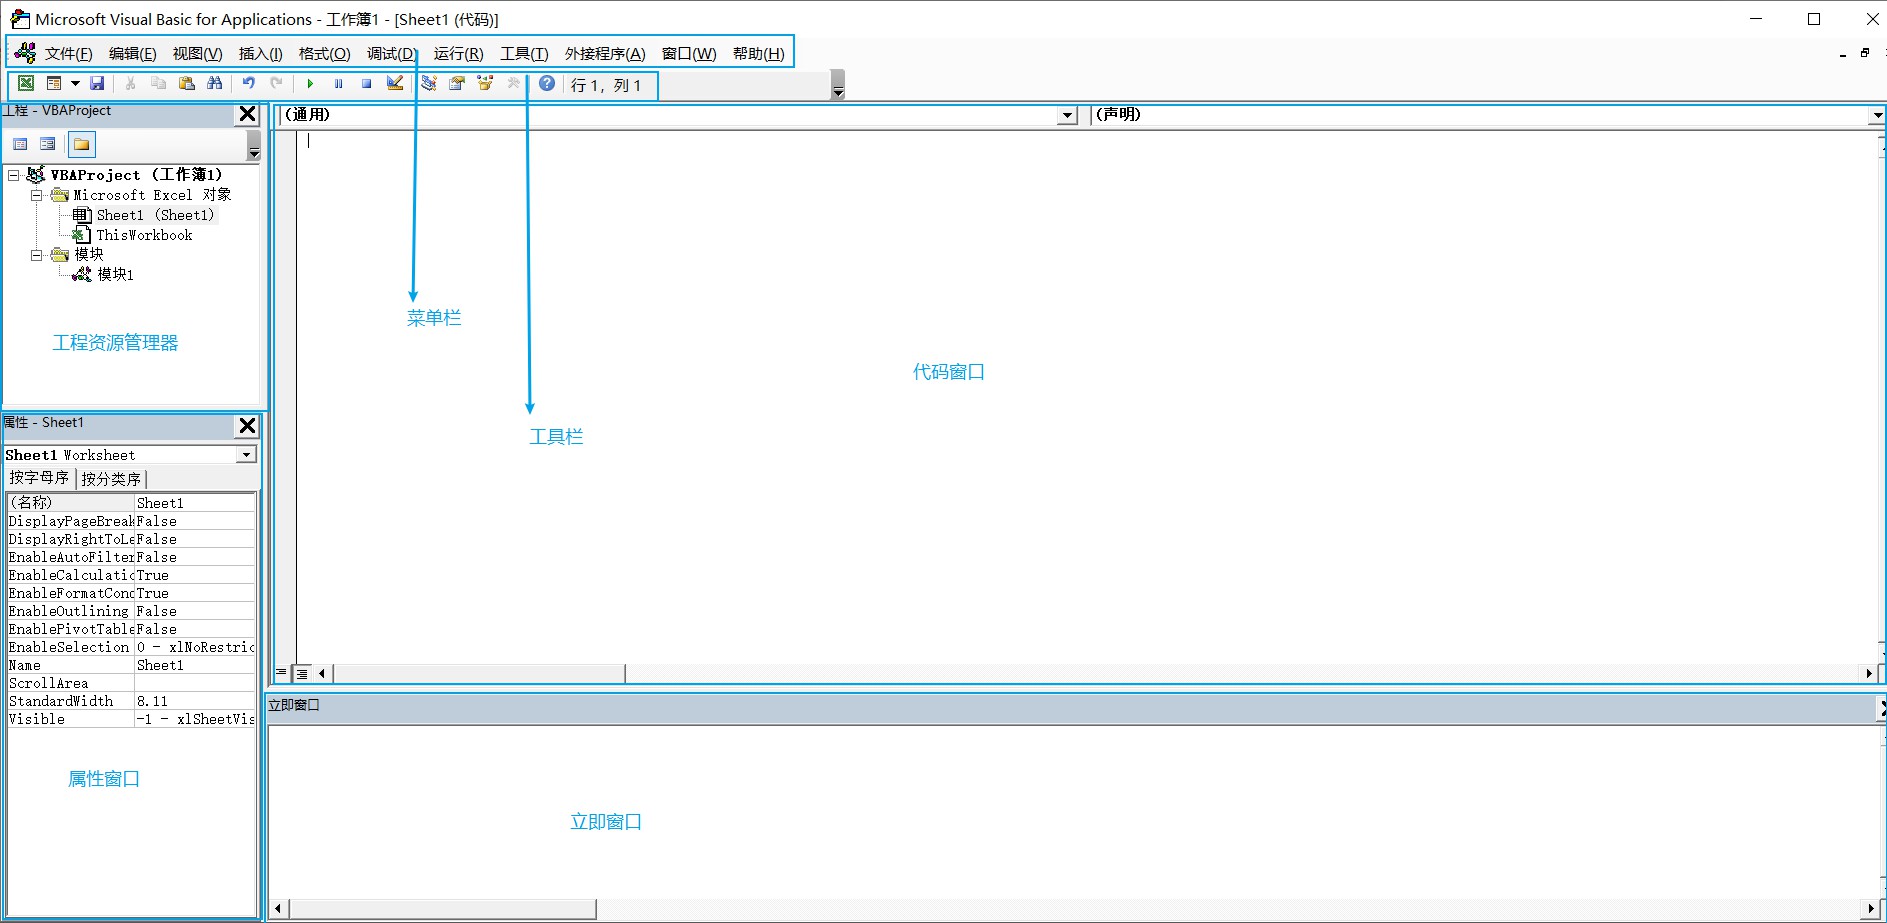 Microsoft Visual Basic for Applications - 工作簿1 - [Sheet1 (代码)]
文件(F) 编辑(E) 视图(V) 插入(I) 格式(O) 调试(D) 运行(R) 工具(T) 外接程序(A) 窗口(W) 帮助(H)
行 1，列 1
工程 - VBAProject
(通用) (声明)
VBAProject (工作簿1)
Microsoft Excel 对象
Sheet1 (Sheet1)
ThisWorkbook
模块
模块1
菜单栏
工程资源管理器
代码窗口
工具栏
属性 - Sheet1
Sheet1 Worksheet
按字母序 按分类序
(名称) Sheet1
DisplayPageBreak False
DisplayRightToLe False
EnableAutoFilter False
EnableCalculatic True
EnableFormatConc True
EnableOutlining False
EnablePivotTable False
EnableSelection 0 - xlNoRestric
Name Sheet1
ScrollArea
StandardWidth 8.11
Visible -1 - xlSheetVis
立即窗口
属性窗口
立即窗口